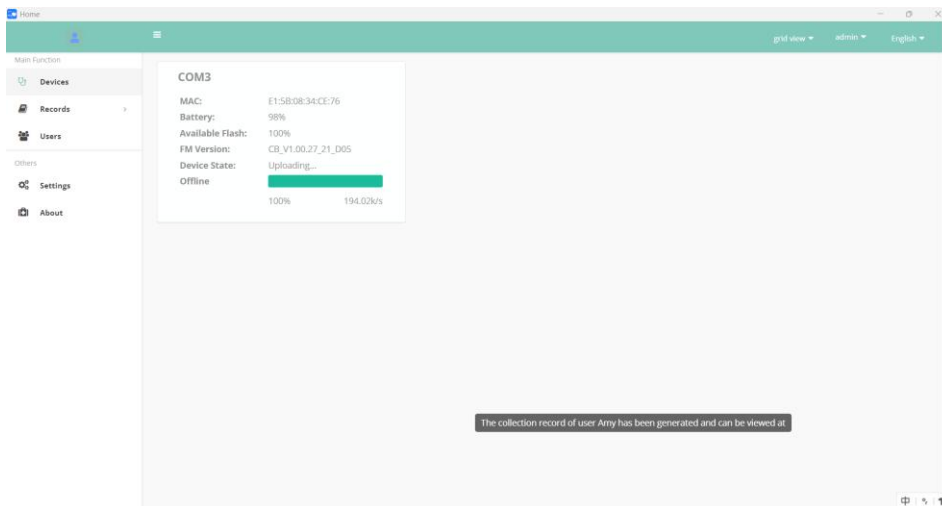 Home
grid view admin English
Main Function
Devices
Records
Users
Others
Settings
About
COM3
MAC: E1:5B:08:34:CE:76
Battery: 98%
Available Flash: 100%
FM Version: CB_V1.00.27_21_D05
Device State: Uploading...
Offline
100% 194.02k/s
The collection record of user Amy has been generated and can be viewed at
中